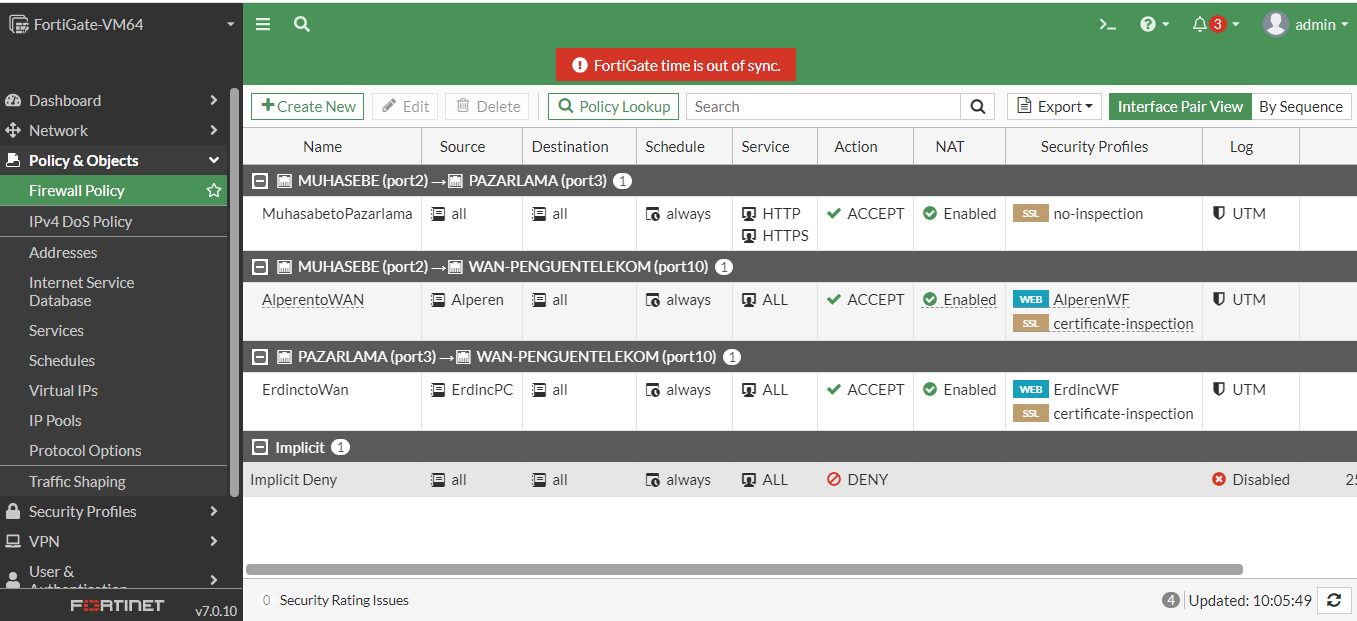 FortiGate-VM64
3
admin
FortiGate time is out of sync.
Dashboard
Network
Policy & Objects
Firewall Policy
IPv4 DoS Policy
Addresses
Internet Service
Database
Services
Schedules
Virtual IPs
IP Pools
Protocol Options
Traffic Shaping
Security Profiles
VPN
User &
Authentication
FORTINET
v7.0.10
Create New Edit Delete Policy Lookup Search Export Interface Pair View By Sequence
Name Source Destination Schedule Service Action NAT Security Profiles Log
MUHASEBE (port2) → PAZARLAMA (port3) 1
MuhasabetoPazarlama all all always HTTP ACCEPT Enabled SSL no-inspection UTM
HTTPS
MUHASEBE (port2) → WAN-PENGUENTELEKOM (port10) 1
AlperentoWAN Alperen all always ALL ACCEPT Enabled WEB AlperenWF UTM
SSL certificate-inspection
PAZARLAMA (port3) → WAN-PENGUENTELEKOM (port10) 1
ErdinctoWan ErdincPC all always ALL ACCEPT Enabled WEB ErdincWF UTM
SSL certificate-inspection
Implicit 1
Implicit Deny all all always ALL DENY Disabled 25
0 Security Rating Issues
4 Updated: 10:05:49